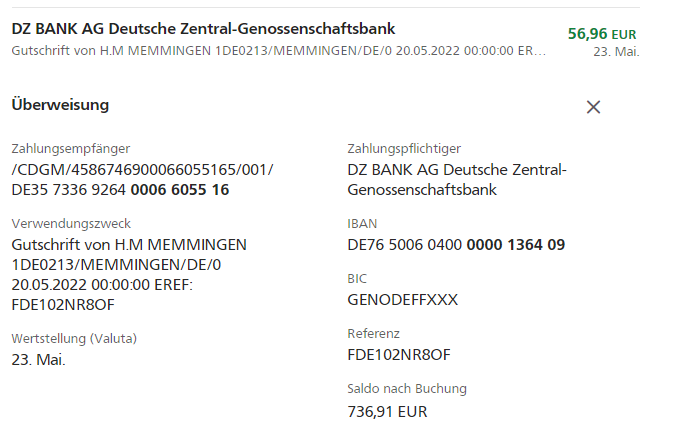 DZ BANK AG Deutsche Zentral-Genossenschaftsbank
56,96 EUR
Gutschrift von H.M MEMMINGEN 1DE0213/MEMMINGEN/DE/0 20.05.2022 00:00:00 ER...
23. Mai.
Überweisung
Zahlungsempfänger
/CDGM/4586746900066055165/001/
DE35 7336 9264 0006 6055 16
Verwendungszweck
Gutschrift von H.M MEMMINGEN
1DE0213/MEMMINGEN/DE/0
20.05.2022 00:00:00 EREF:
FDE102NR8OF
Wertstellung (Valuta)
23. Mai.
Zahlungspflichtiger
DZ BANK AG Deutsche Zentral-
Genossenschaftsbank
IBAN
DE76 5006 0400 0000 1364 09
BIC
GENODEFFXXX
Referenz
FDE102NR8OF
Saldo nach Buchung
736,91 EUR